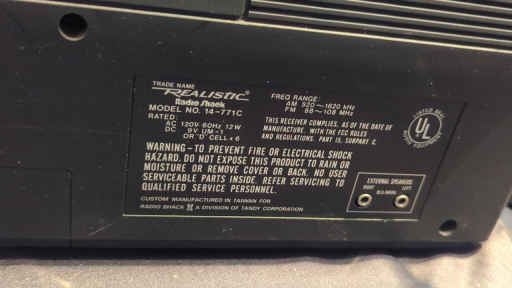 TRADE NAME
REALISTIC
Radio Shack
MODEL NO. 14-771C
RATED:
AC 120V 60Hz 12W
DC 9V UM-1
OR "D" CELL×6
FREQ RANGE:
AM 520~1620 kHz
FM 88~108 MHz
THIS RECEIVER COMPLIES, AS OF THE DATE OF
MANUFACTURE, WITH THE FCC RULES
AND REGULATIONS, PART 15, SUBPART C.
WARNING-TO PREVENT FIRE OR ELECTRICAL SHOCK
HAZARD, DO NOT EXPOSE THIS PRODUCT TO RAIN OR
MOISTURE OR REMOVE COVER OR BACK. NO USER
SERVICEABLE PARTS INSIDE. REFER SERVICING TO
QUALIFIED SERVICE PERSONNEL.
CUSTOM MANUFACTURED IN TAIWAN FOR
RADIO SHACK A DIVISION OF TANDY CORPORATION
UL
EXTERNAL SPEAKERS
RIGHT LEFT